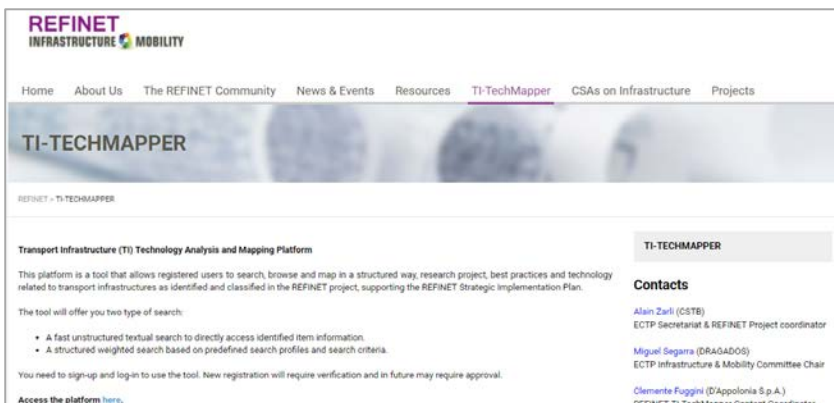 REFINET
INFRASTRUCTURE MOBILITY
Home About Us The REFINET Community News & Events Resources TI-TechMapper CSAs on Infrastructure Projects
TI-TECHMAPPER
REFINET > TI-TECHMAPPER
Transport Infrastructure (TI) Technology Analysis and Mapping Platform
This platform is a tool that allows registered users to search, browse and map in a structured way, research project, best practices and technology
related to transport infrastructures as identified and classified in the REFINET project, supporting the REFINET Strategic Implementation Plan.
The tool will offer you two type of search:
• A fast unstructured textual search to directly access identified item information.
• A structured weighted search based on predefined search profiles and search criteria.
You need to sign-up and log-in to use the tool. New registration will require verification and in future may require approval.
Access the platform here.
TI-TECHMAPPER
Contacts
Alain Zarli (CSTB)
ECTP Secretariat & REFINET Project coordinator
Miguel Segarra (DRAGADOS)
ECTP Infrastructure & Mobility Committee Chair
Clemente Fuggini (D'Appolonia S.p.A.)
REFINET TI-TechMapper Content Coordinator